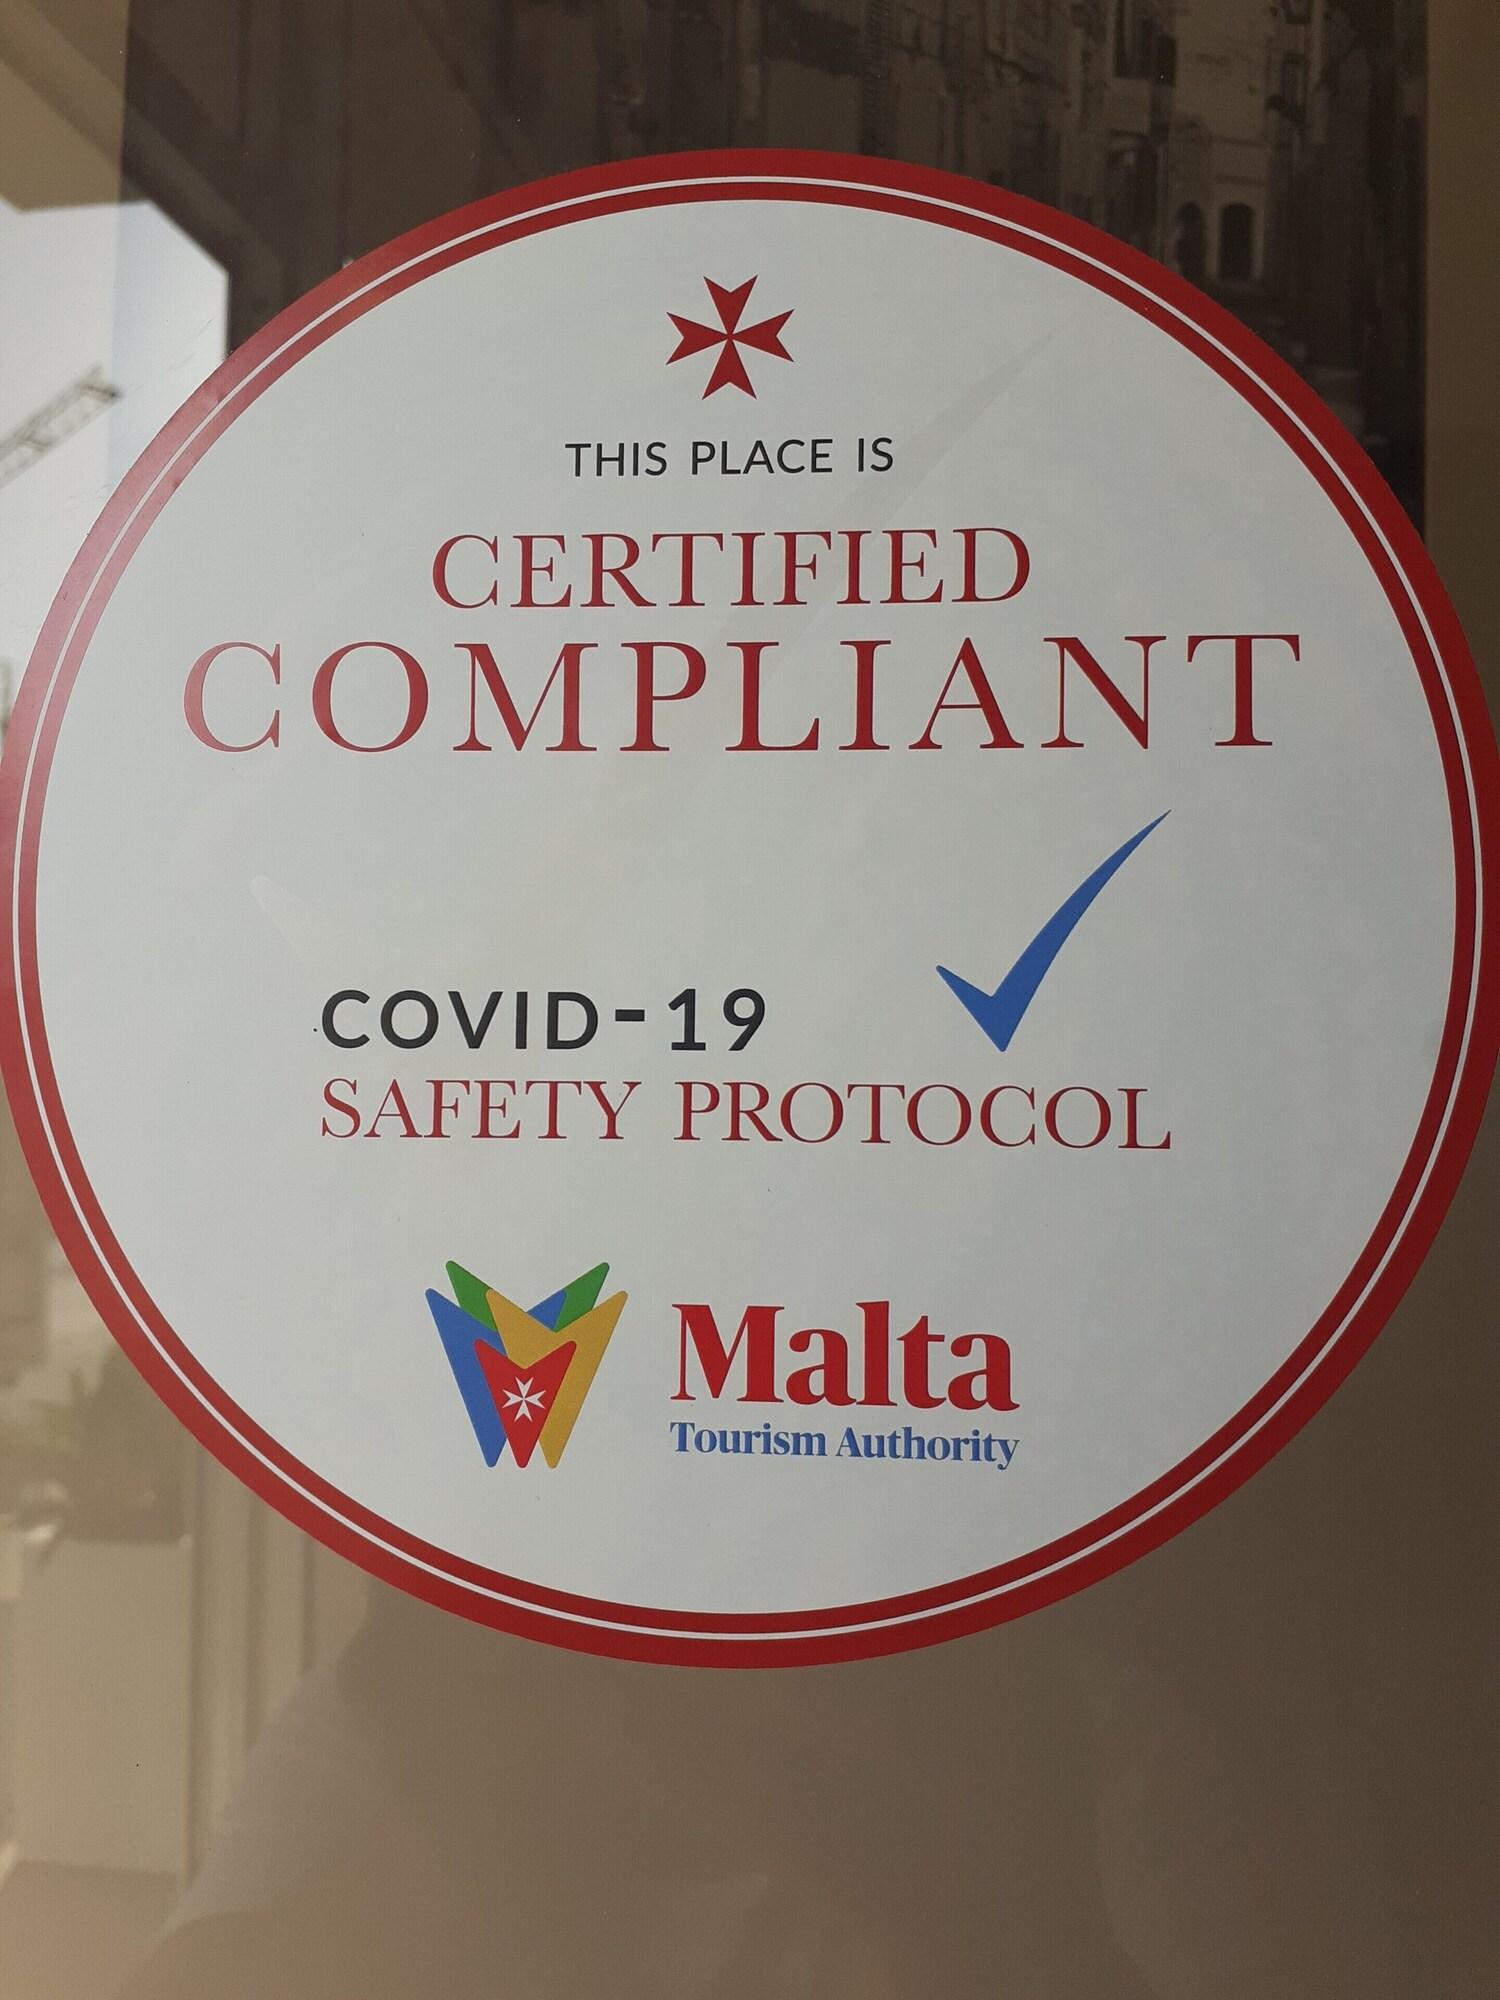 THIS PLACE IS
CERTIFIED
COMPLIANT
COVID-19
SAFETY PROTOCOL
Malta
Tourism Authority